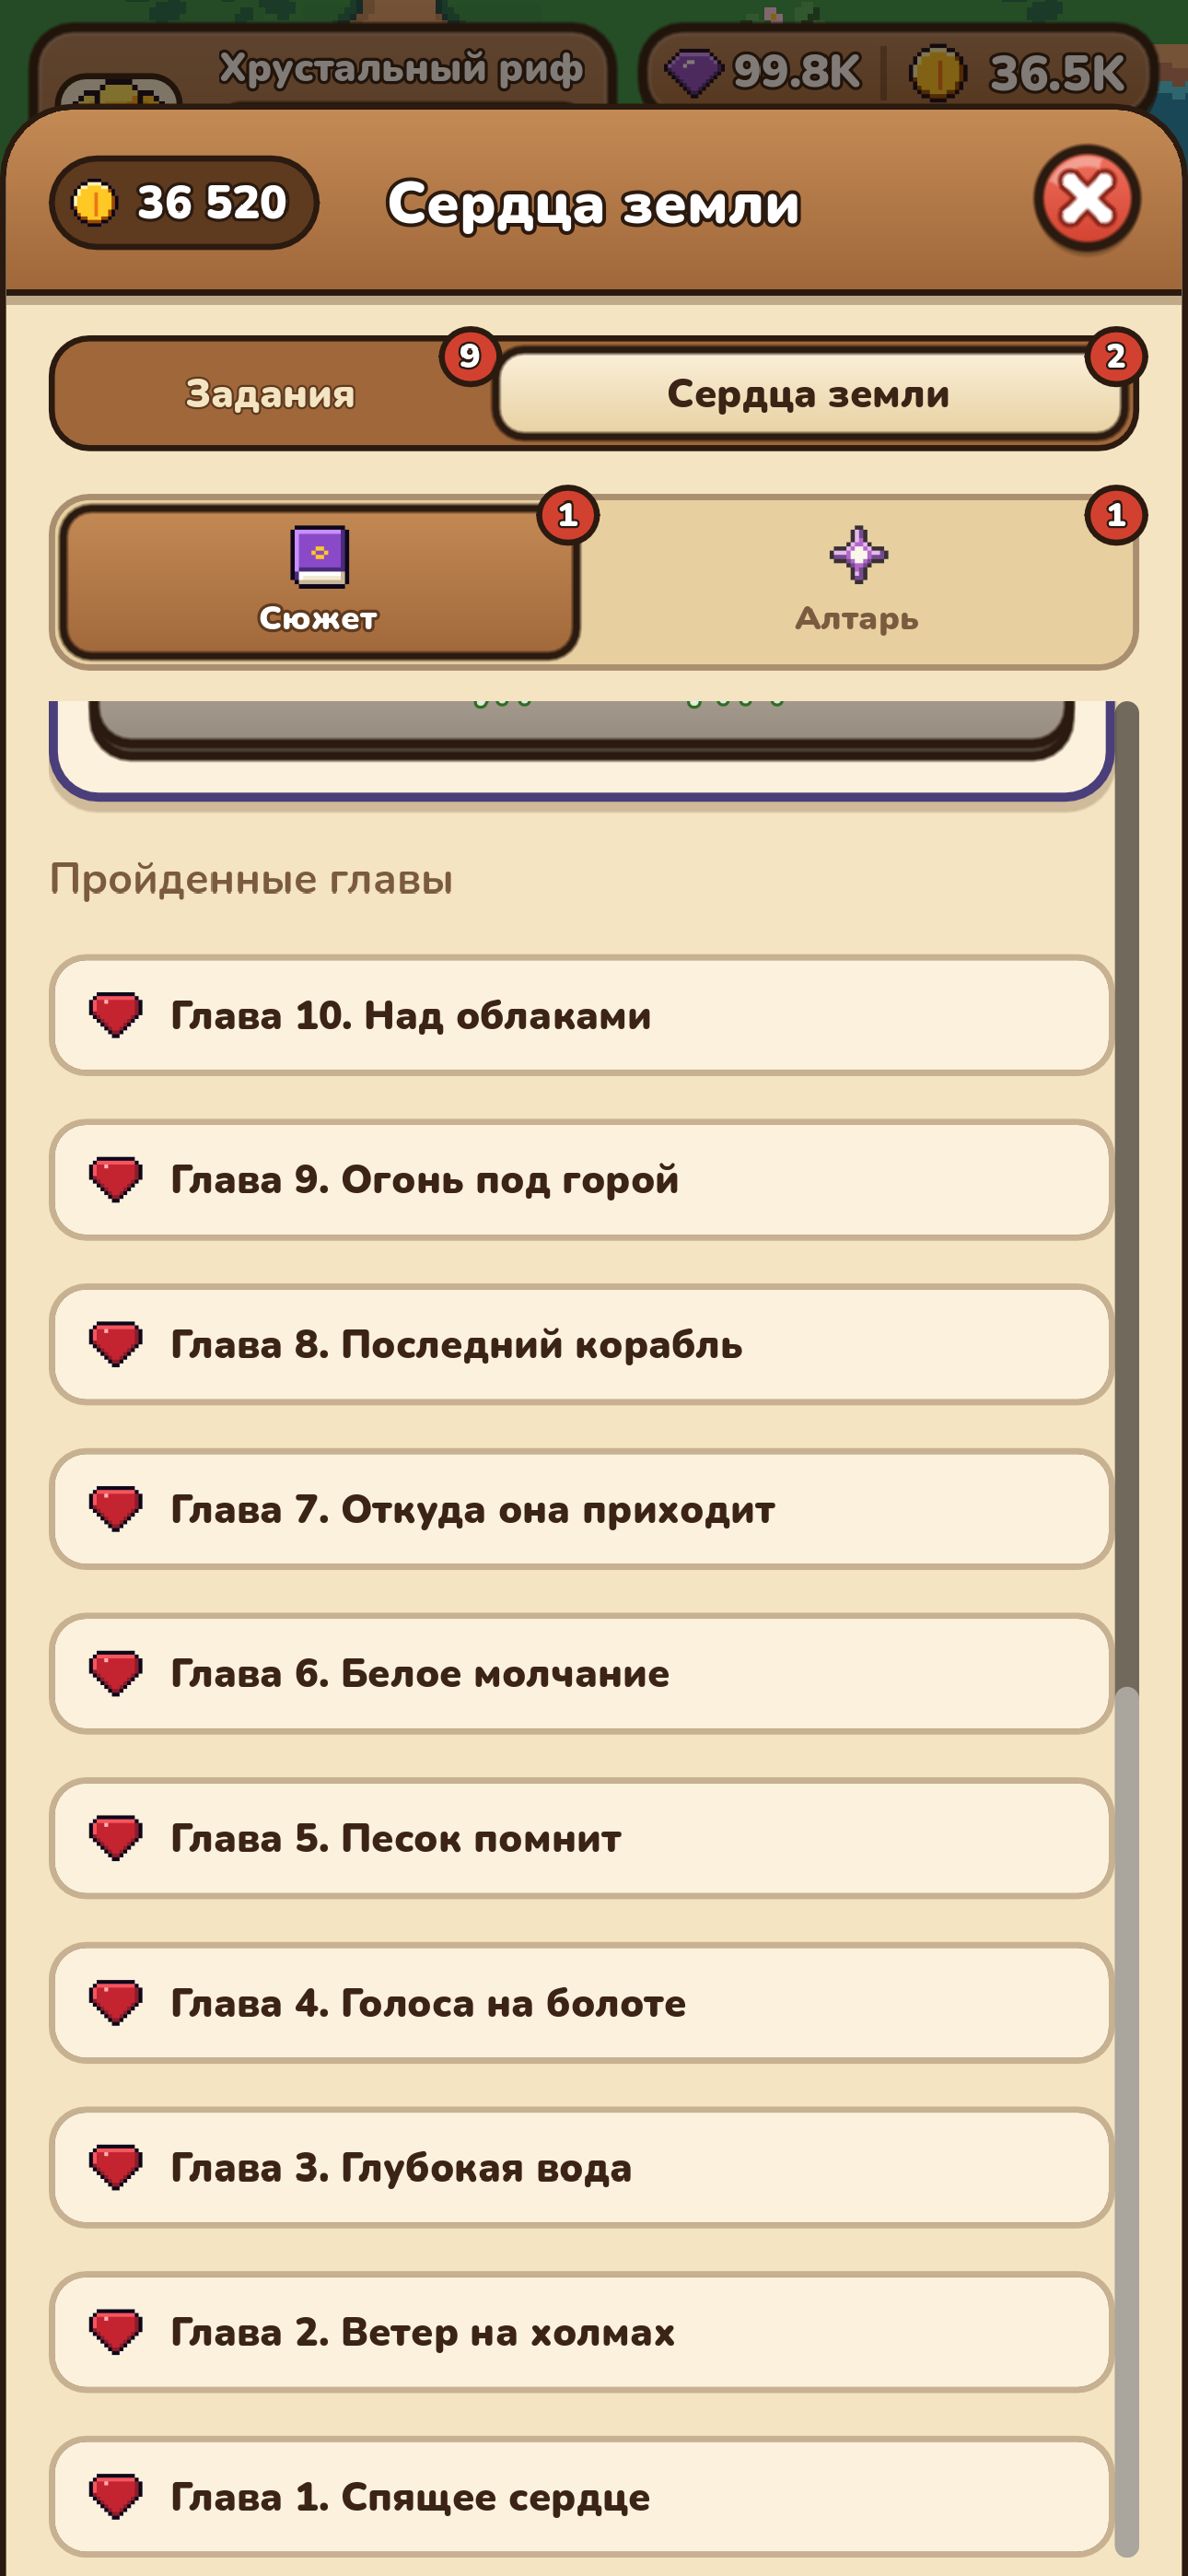 Хрустальный риф
99.8K
36.5K
36 520
Сердца земли
Задания
9
Сердца земли
2
Сюжет
1
Алтарь
1
Пройденные главы
Глава 10. Над облаками
Глава 9. Огонь под горой
Глава 8. Последний корабль
Глава 7. Откуда она приходит
Глава 6. Белое молчание
Глава 5. Песок помнит
Глава 4. Голоса на болоте
Глава 3. Глубокая вода
Глава 2. Ветер на холмах
Глава 1. Спящее сердце